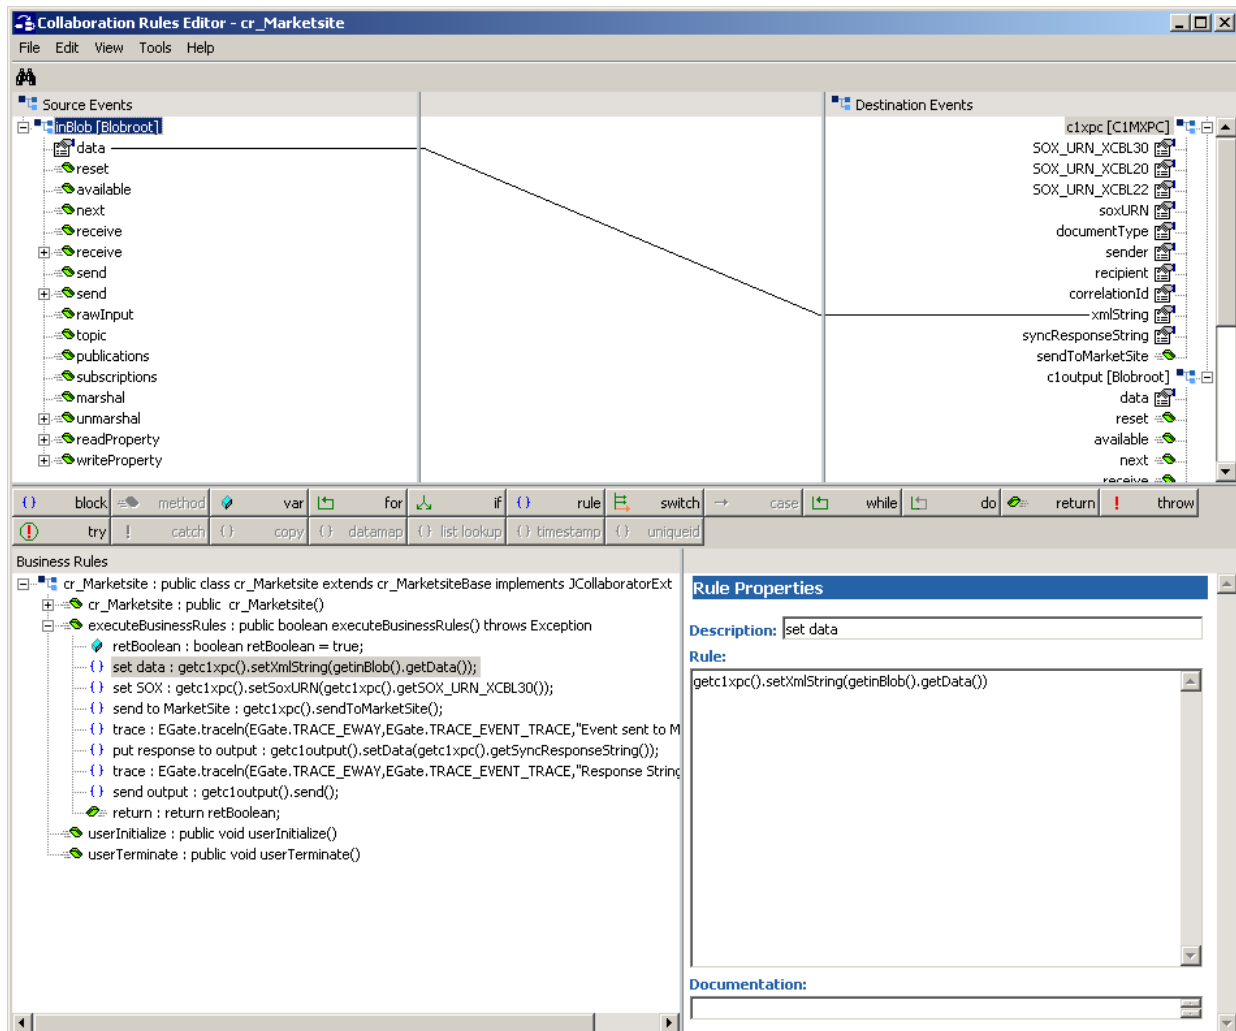 Collaboration Rules Editor - cr_Marketsite
File Edit View Tools Help
Source Events
Destination Events
inBlob [Blobroot]
data
reset
available
next
receive
receive
send
send
rawInput
topic
publications
subscriptions
marshal
unmarshal
readProperty
writeProperty
c1xpc [C1MXPC]
SOX_URN_XCBL30
SOX_URN_XCBL20
SOX_URN_XCBL22
soxURN
documentType
sender
recipient
correlationId
xmlString
syncResponseString
sendToMarketSite
c1output [Blobroot]
data
reset
available
next
receive
{} block method var for if {} rule switch case while do return ! throw
! try ! catch {} copy {} datamap {} list lookup {} timestamp {} uniqueid
Business Rules
cr_Marketsite : public class cr_Marketsite extends cr_MarketsiteBase implements JCollaboratorExt
cr_Marketsite : public cr_Marketsite()
executeBusinessRules : public boolean executeBusinessRules() throws Exception
retBoolean : boolean retBoolean = true;
{} set data : getc1xpc().setXmlString(getinBlob().getData());
{} set SOX : getc1xpc().setSoxURN(getc1xpc().getSOX_URN_XCBL30());
{} send to MarketSite : getc1xpc().sendToMarketSite();
{} trace : EGate.traceln(EGate.TRACE_EWAY,EGate.TRACE_EVENT_TRACE,"Event sent to M
{} put response to output : getc1output().setData(getc1xpc().getSyncResponseString());
{} trace : EGate.traceln(EGate.TRACE_EWAY,EGate.TRACE_EVENT_TRACE,"Response String
{} send output : getc1output().send();
return : return retBoolean;
userInitialize : public void userInitialize()
userTerminate : public void userTerminate()
Rule Properties
Description: set data
Rule:
getc1xpc().setXmlString(getinBlob().getData())
Documentation: